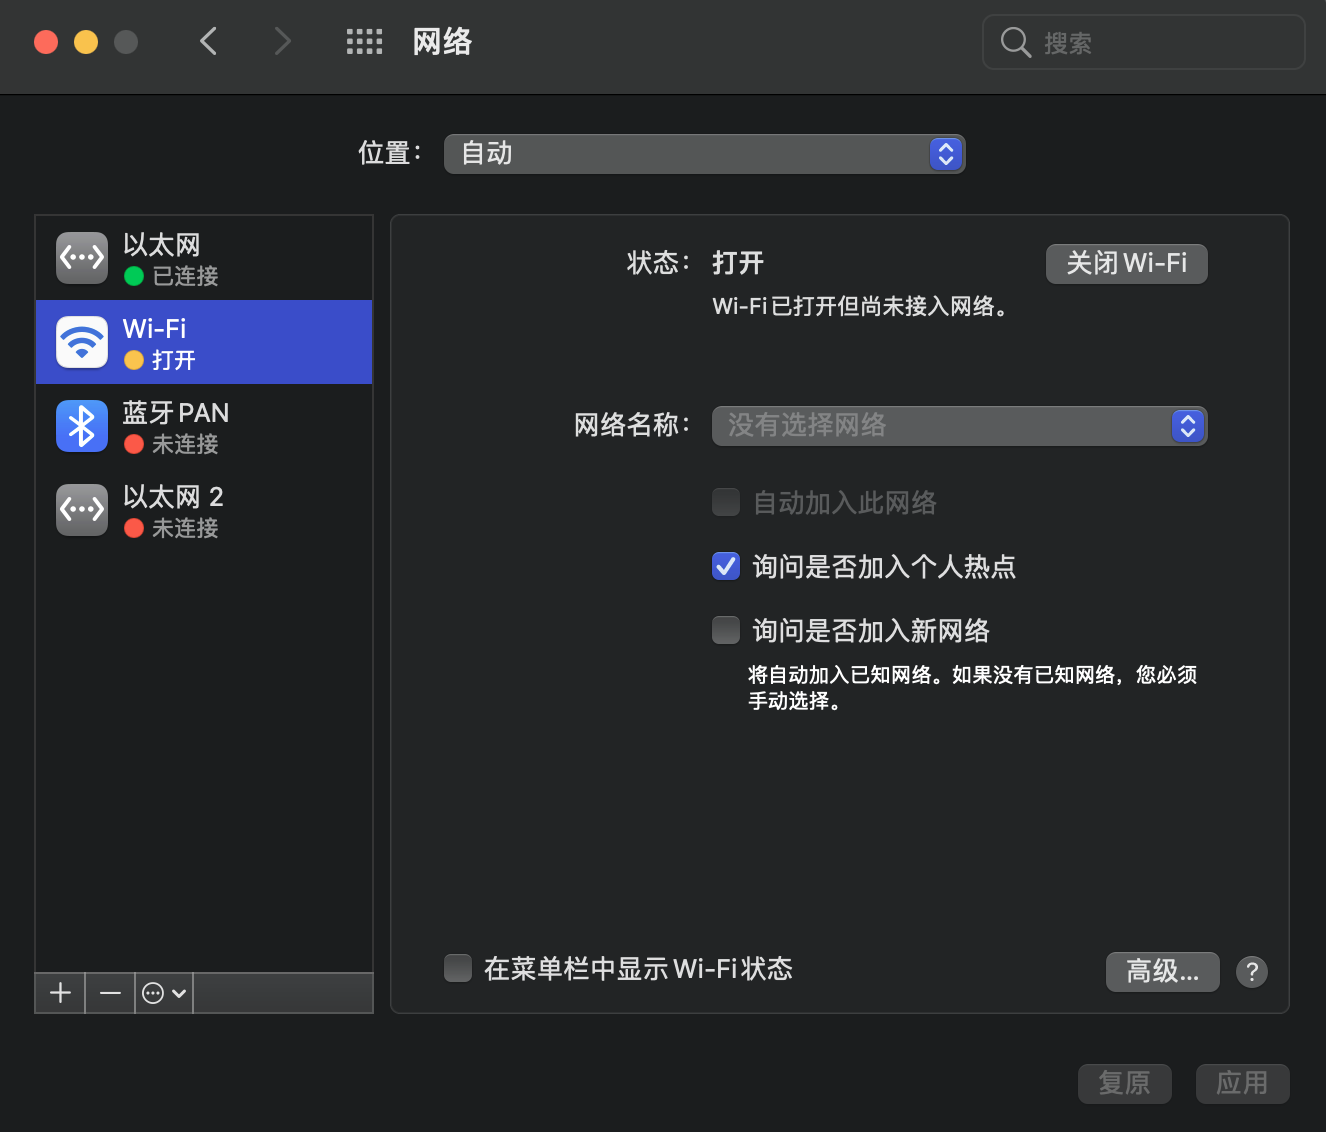 网络
搜索
位置：
自动
以太网
已连接
Wi-Fi
打开
蓝牙 PAN
未连接
以太网 2
未连接
状态：
打开
关闭 Wi-Fi
Wi-Fi 已打开但尚未接入网络。
网络名称：
没有选择网络
自动加入此网络
询问是否加入个人热点
询问是否加入新网络
将自动加入已知网络。如果没有已知网络，您必须
手动选择。
在菜单栏中显示 Wi-Fi 状态
高级...
?
复原
应用